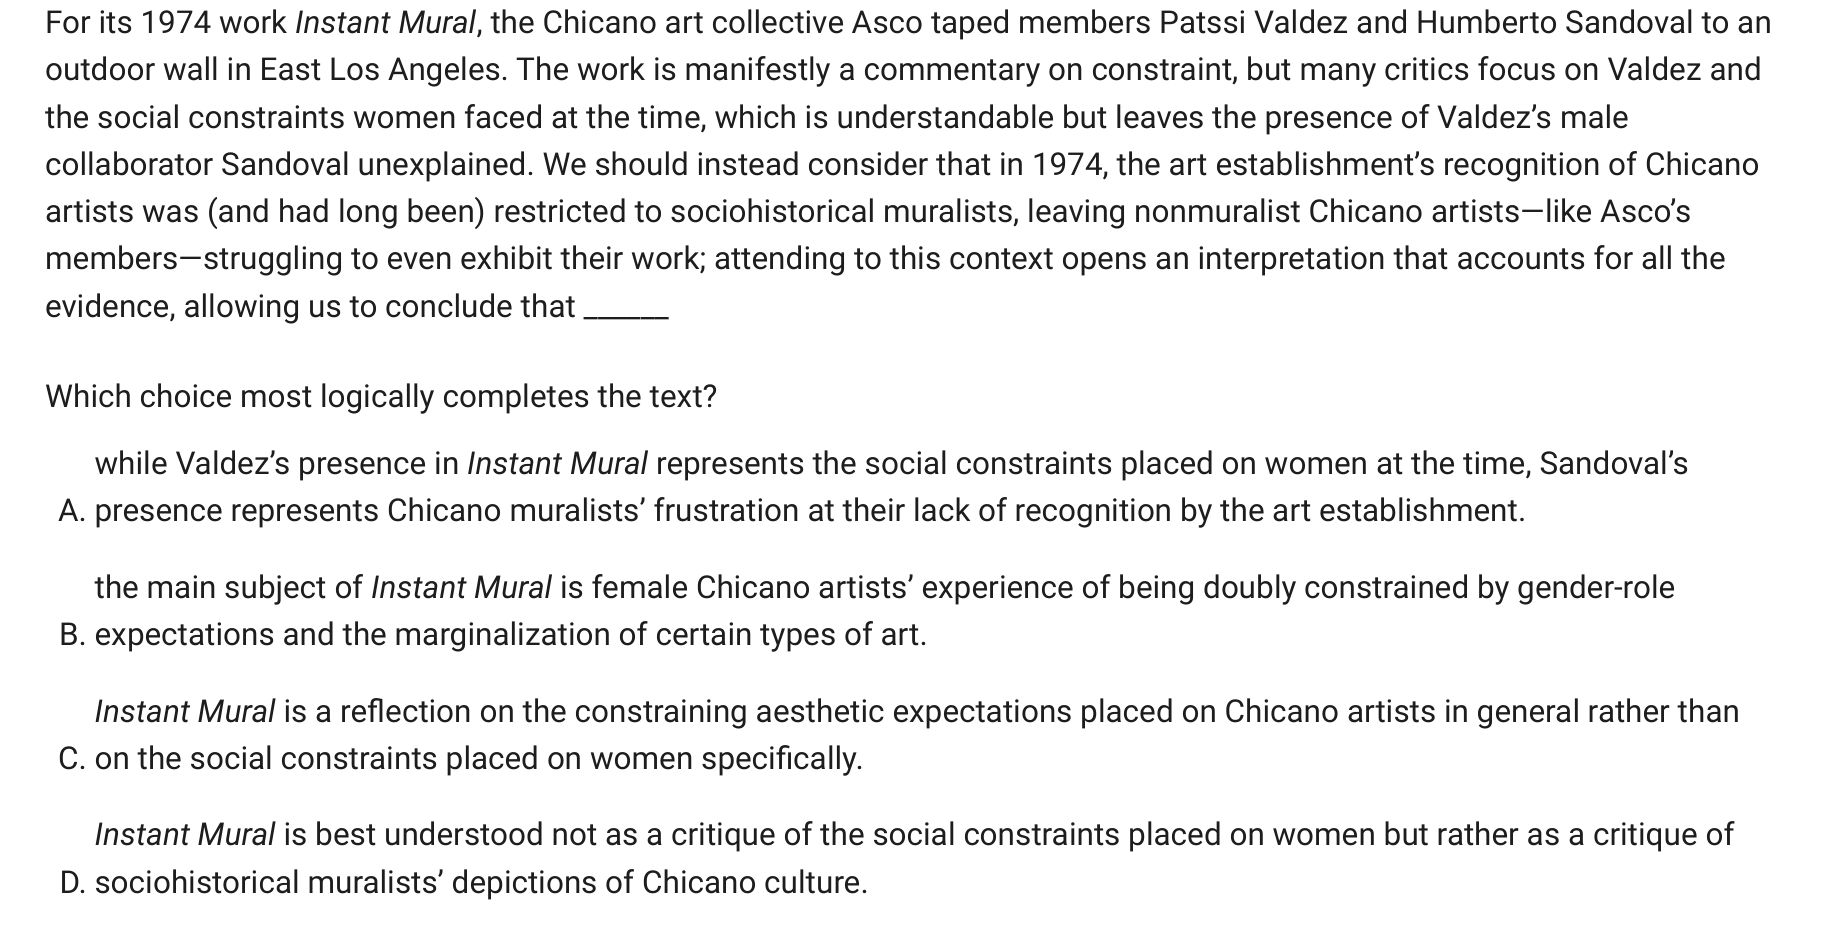 For its 1974 work Instant Mural, the Chicano art collective Asco taped members Patssi Valdez and Humberto Sandoval to an
outdoor wall in East Los Angeles. The work is manifestly a commentary on constraint, but many critics focus on Valdez and
the social constraints women faced at the time, which is understandable but leaves the presence of Valdez’s male
collaborator Sandoval unexplained. We should instead consider that in 1974, the art establishment’s recognition of Chicano
artists was (and had long been) restricted to sociohistorical muralists, leaving nonmuralist Chicano artists—like Asco’s
members—struggling to even exhibit their work; attending to this context opens an interpretation that accounts for all the
evidence, allowing us to conclude that ______
Which choice most logically completes the text?
while Valdez’s presence in Instant Mural represents the social constraints placed on women at the time, Sandoval’s
A. presence represents Chicano muralists’ frustration at their lack of recognition by the art establishment.
the main subject of Instant Mural is female Chicano artists’ experience of being doubly constrained by gender-role
B. expectations and the marginalization of certain types of art.
Instant Mural is a reflection on the constraining aesthetic expectations placed on Chicano artists in general rather than
C. on the social constraints placed on women specifically.
Instant Mural is best understood not as a critique of the social constraints placed on women but rather as a critique of
D. sociohistorical muralists’ depictions of Chicano culture.